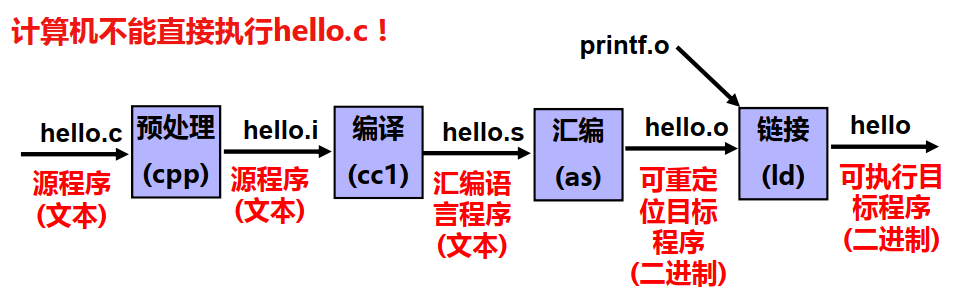 计算机不能直接执行hello.c！
printf.o
hello.c
预处理
(cpp)
hello.i
编译
(cc1)
hello.s
汇编
(as)
hello.o
链接
(ld)
hello
源程序
(文本)
源程序
(文本)
汇编语
言程序
(文本)
可重定
位目标
程序
(二进制)
可执行目
标程序
(二进制)